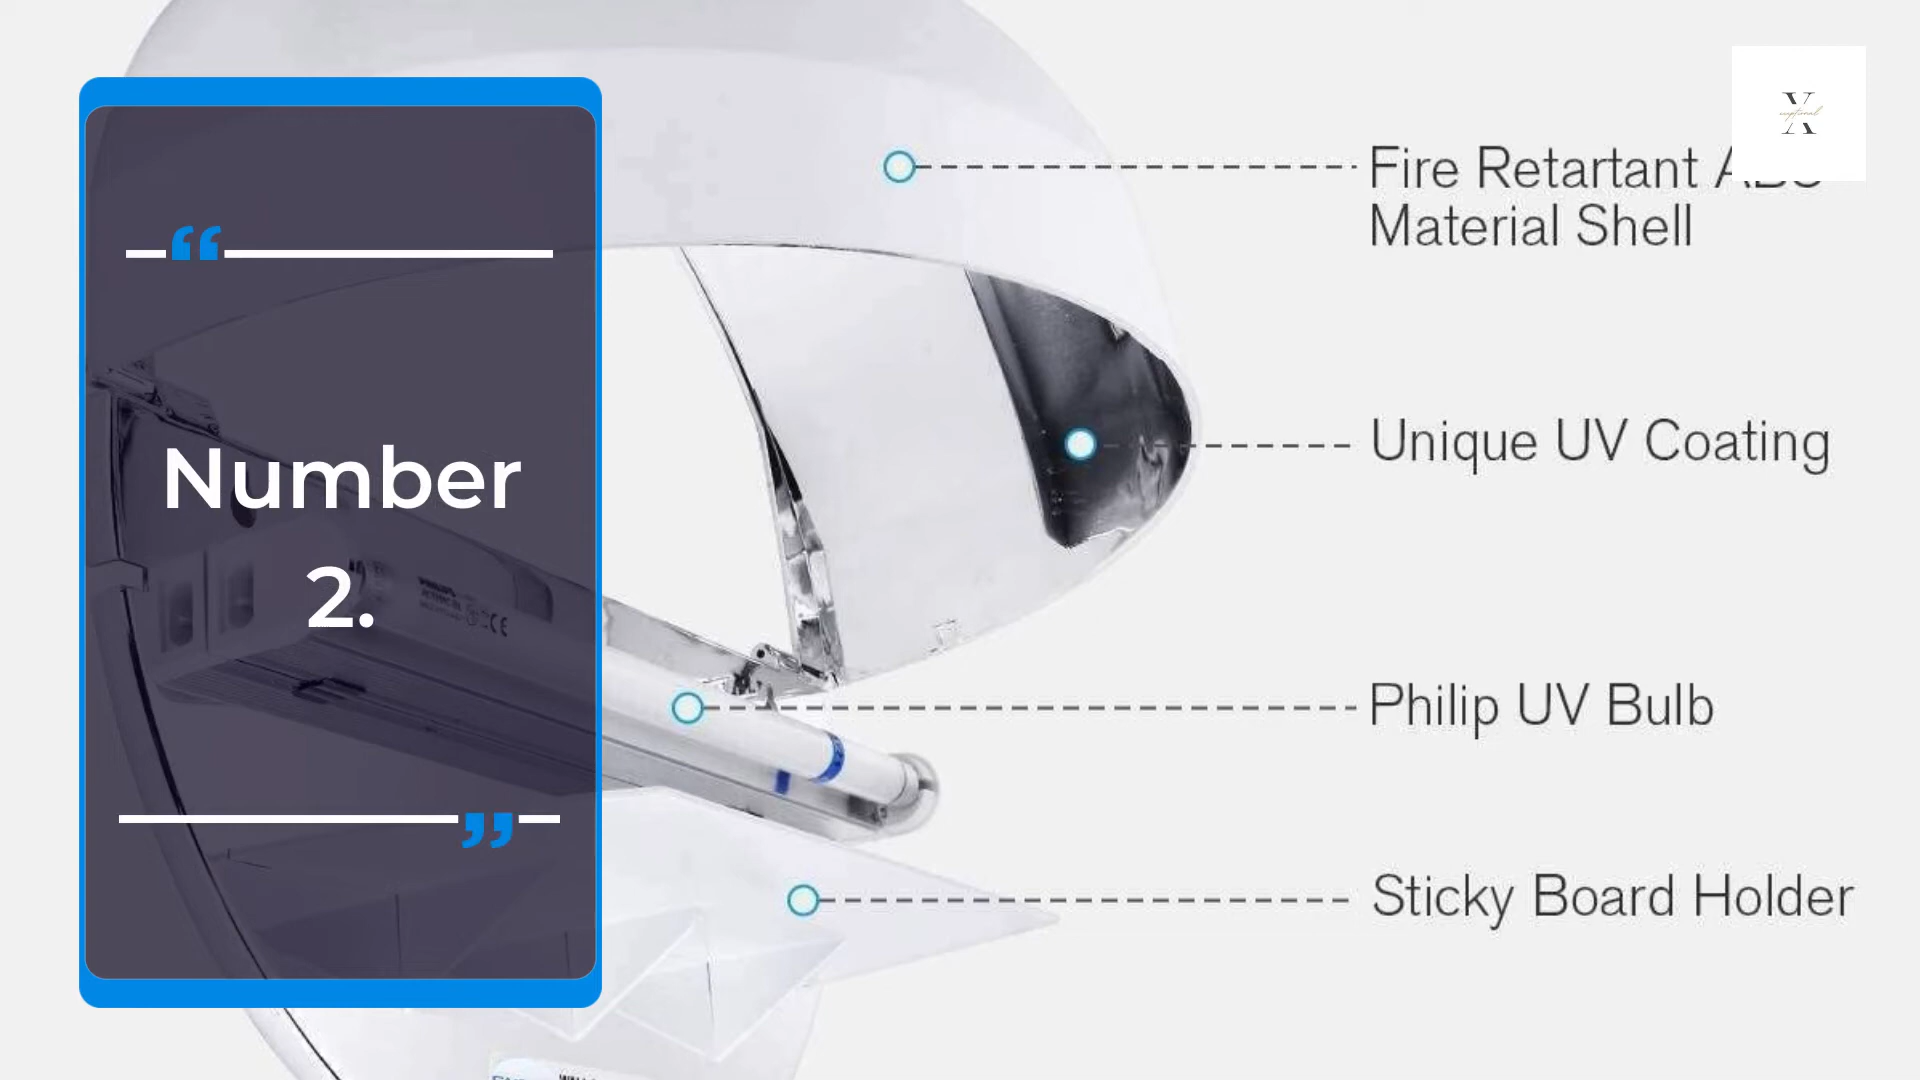 Number
2.
Fire Retartant
Material Shell
Unique UV Coating
Philip UV Bulb
Sticky Board Holder
X